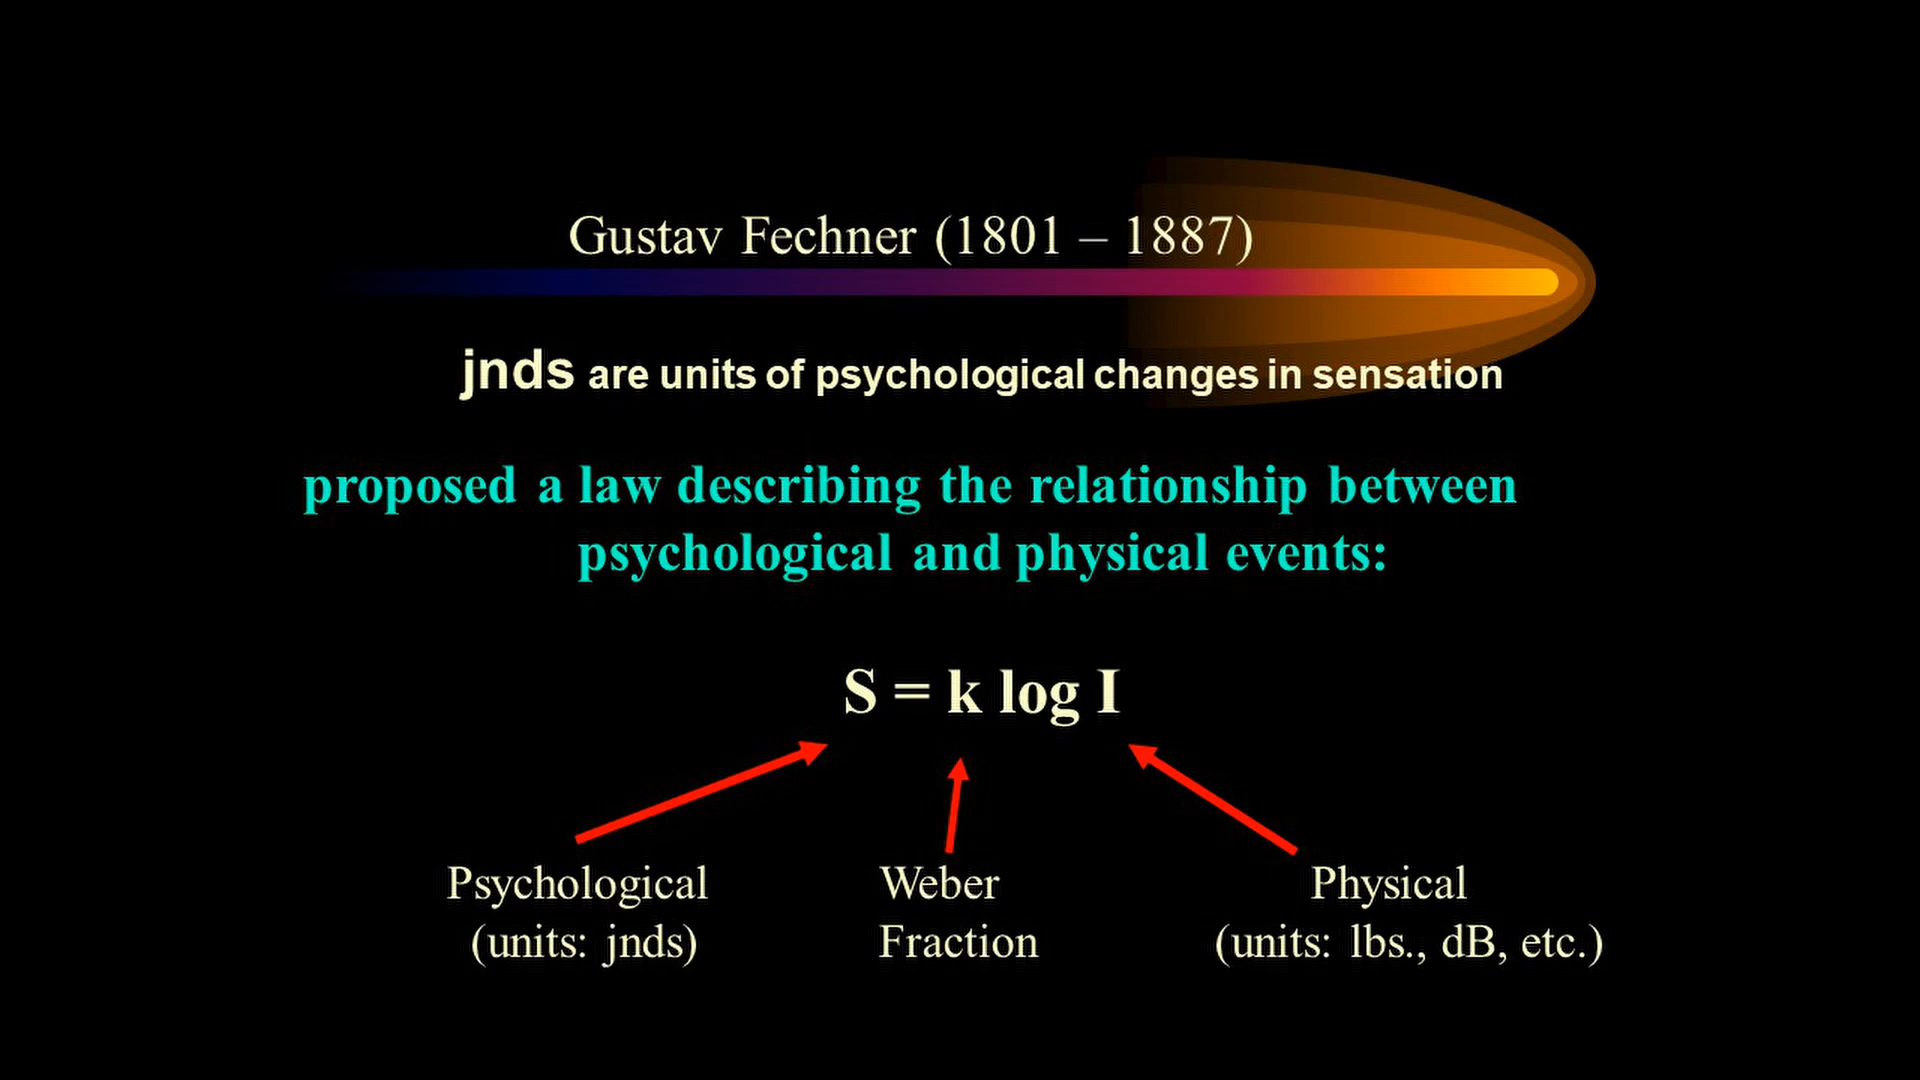 Gustav Fechner (1801 – 1887)
jnds are units of psychological changes in sensation
proposed a law describing the relationship between
psychological and physical events:
S = k log I
Psychological
(units: jnds)
Weber
Fraction
Physical
(units: lbs., dB, etc.)